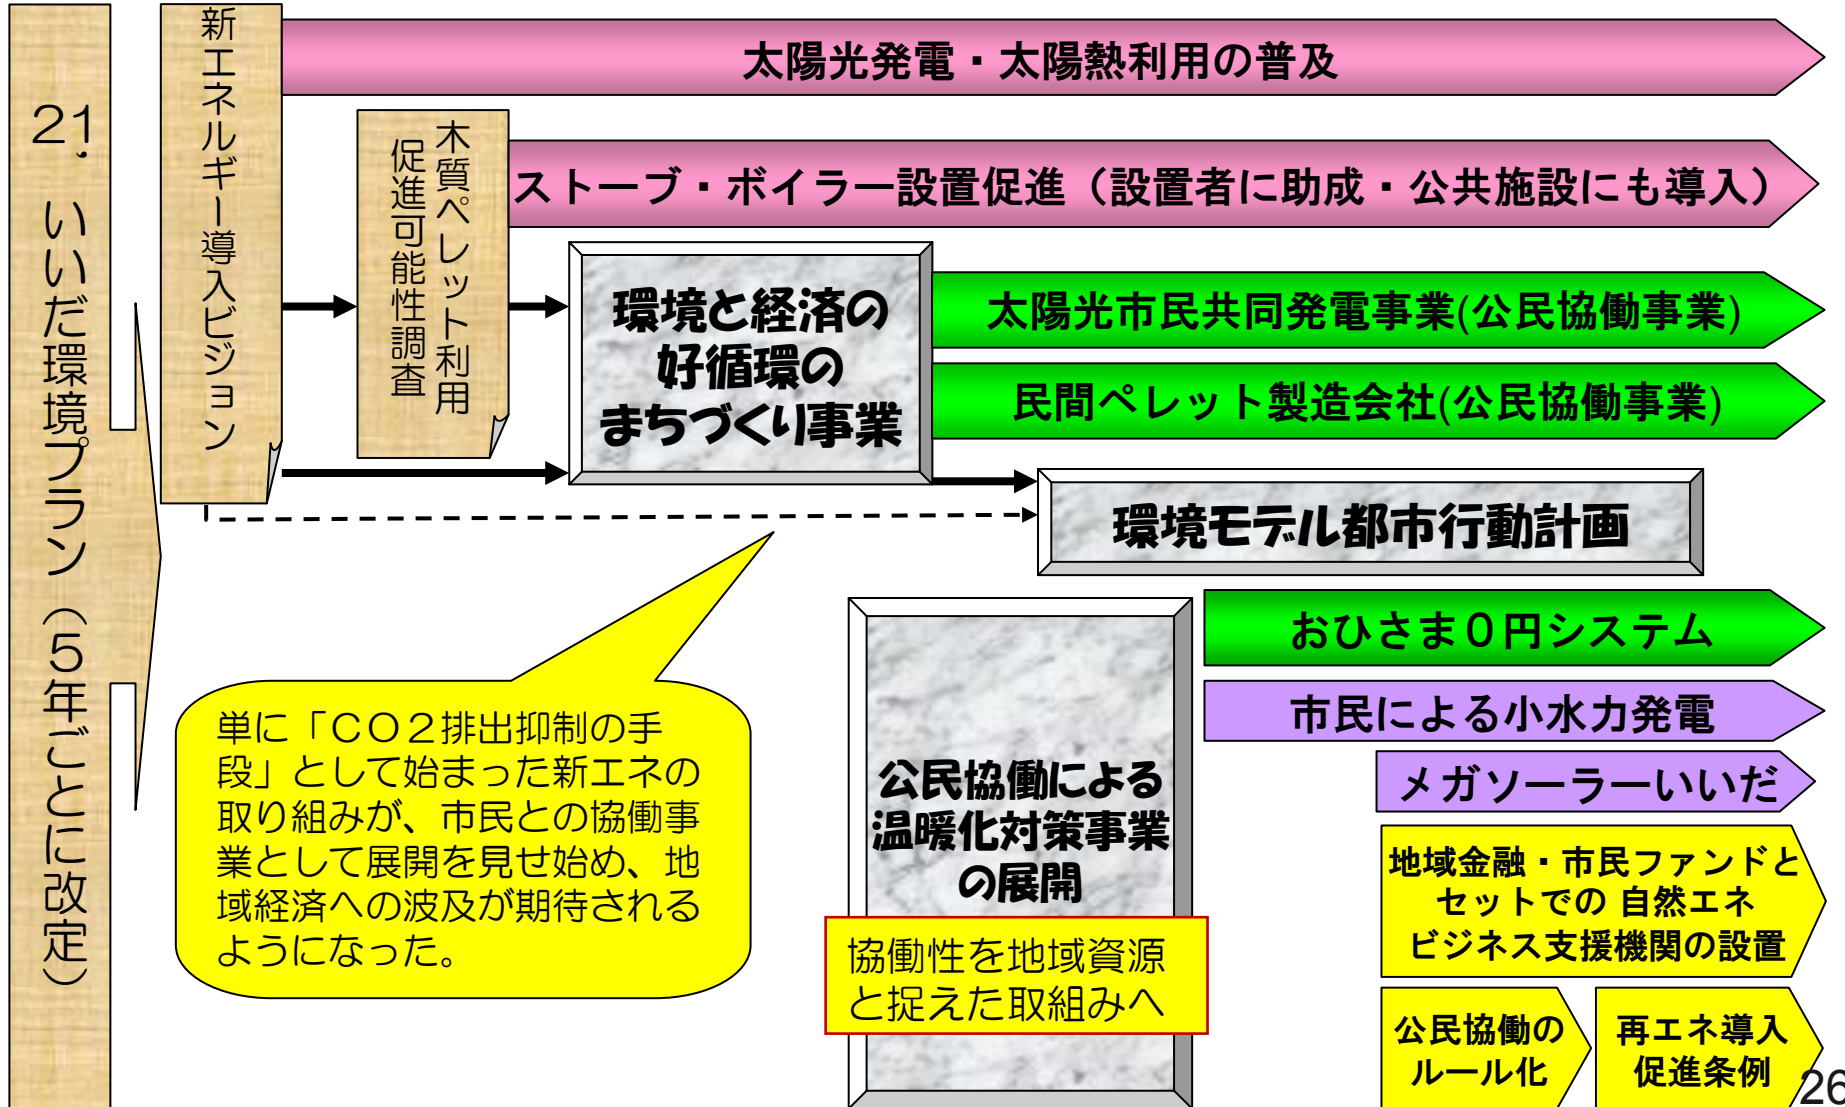 21’ いいだ環境プラン（５年ごとに改定）
新エネルギー導入ビジョン
太陽光発電・太陽熱利用の普及
木質ペレット利用
促進可能性調査
ストーブ・ボイラー設置促進（設置者に助成・公共施設にも導入）
環境と経済の
好循環の
まちづくり事業
太陽光市民共同発電事業(公民協働事業)
民間ペレット製造会社(公民協働事業)
環境モデル都市行動計画
単に「ＣＯ２排出抑制の手
段」として始まった新エネの
取り組みが、市民との協働事
業として展開を見せ始め、地
域経済への波及が期待される
ようになった。
公民協働による
温暖化対策事業
の展開
協働性を地域資源
と捉えた取組みへ
おひさま０円システム
市民による小水力発電
メガソーラーいいだ
地域金融・市民ファンドと
セットでの 自然エネ
ビジネス支援機関の設置
公民協働の
ルール化
再エネ導入
促進条例
26